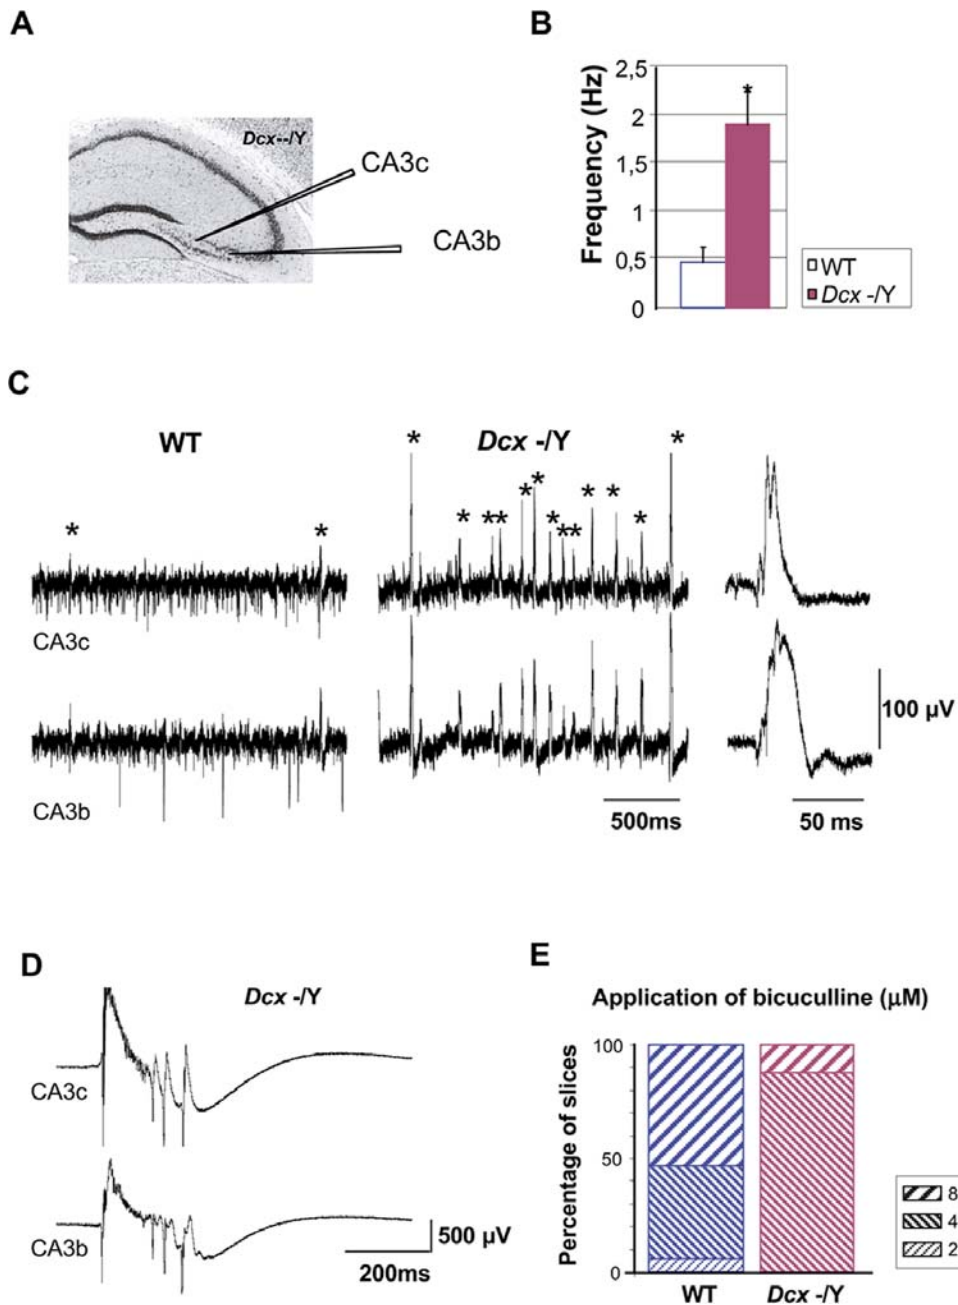 A
Dcx--/Y
CA3c
CA3b
B
Frequency (Hz)
2,5
2
1,5
1
0,5
0
*
WT
Dcx -/Y
C
WT
Dcx -/Y
* *
* * ** * * * ** * * *
CA3c
CA3b
100 µV
500ms
50 ms
D
Dcx -/Y
CA3c
CA3b
500 µV
200ms
E
Application of bicuculline (µM)
Percentage of slices
100
50
0
WT
Dcx -/Y
8
4
2